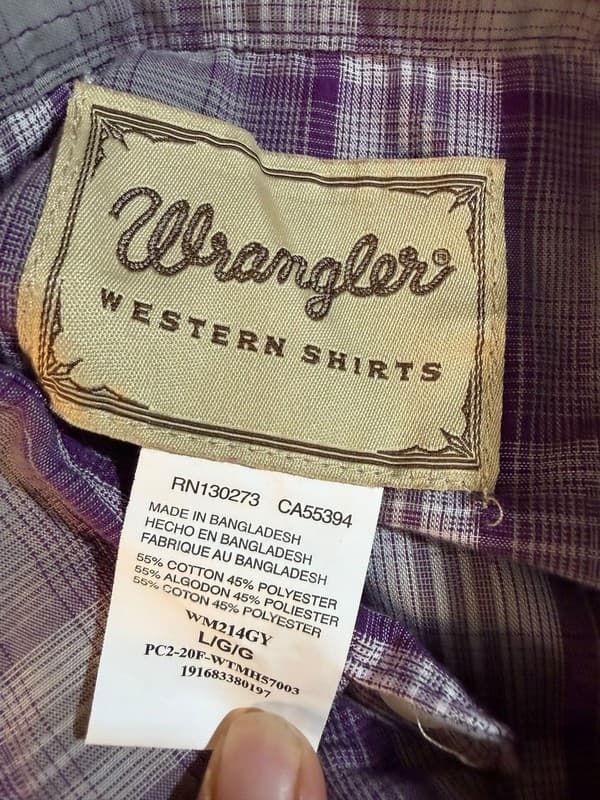 Wrangler®
WESTERN SHIRTS
RN130273 CA55394
MADE IN BANGLADESH
HECHO EN BANGLADESH
FABRIQUE AU BANGLADESH
55% COTTON 45% POLYESTER
55% ALGODON 45% POLIESTER
55% COTON 45% POLYESTER
WM214GY
L/G/G
PC2-20F-WTMH57003
191683380197